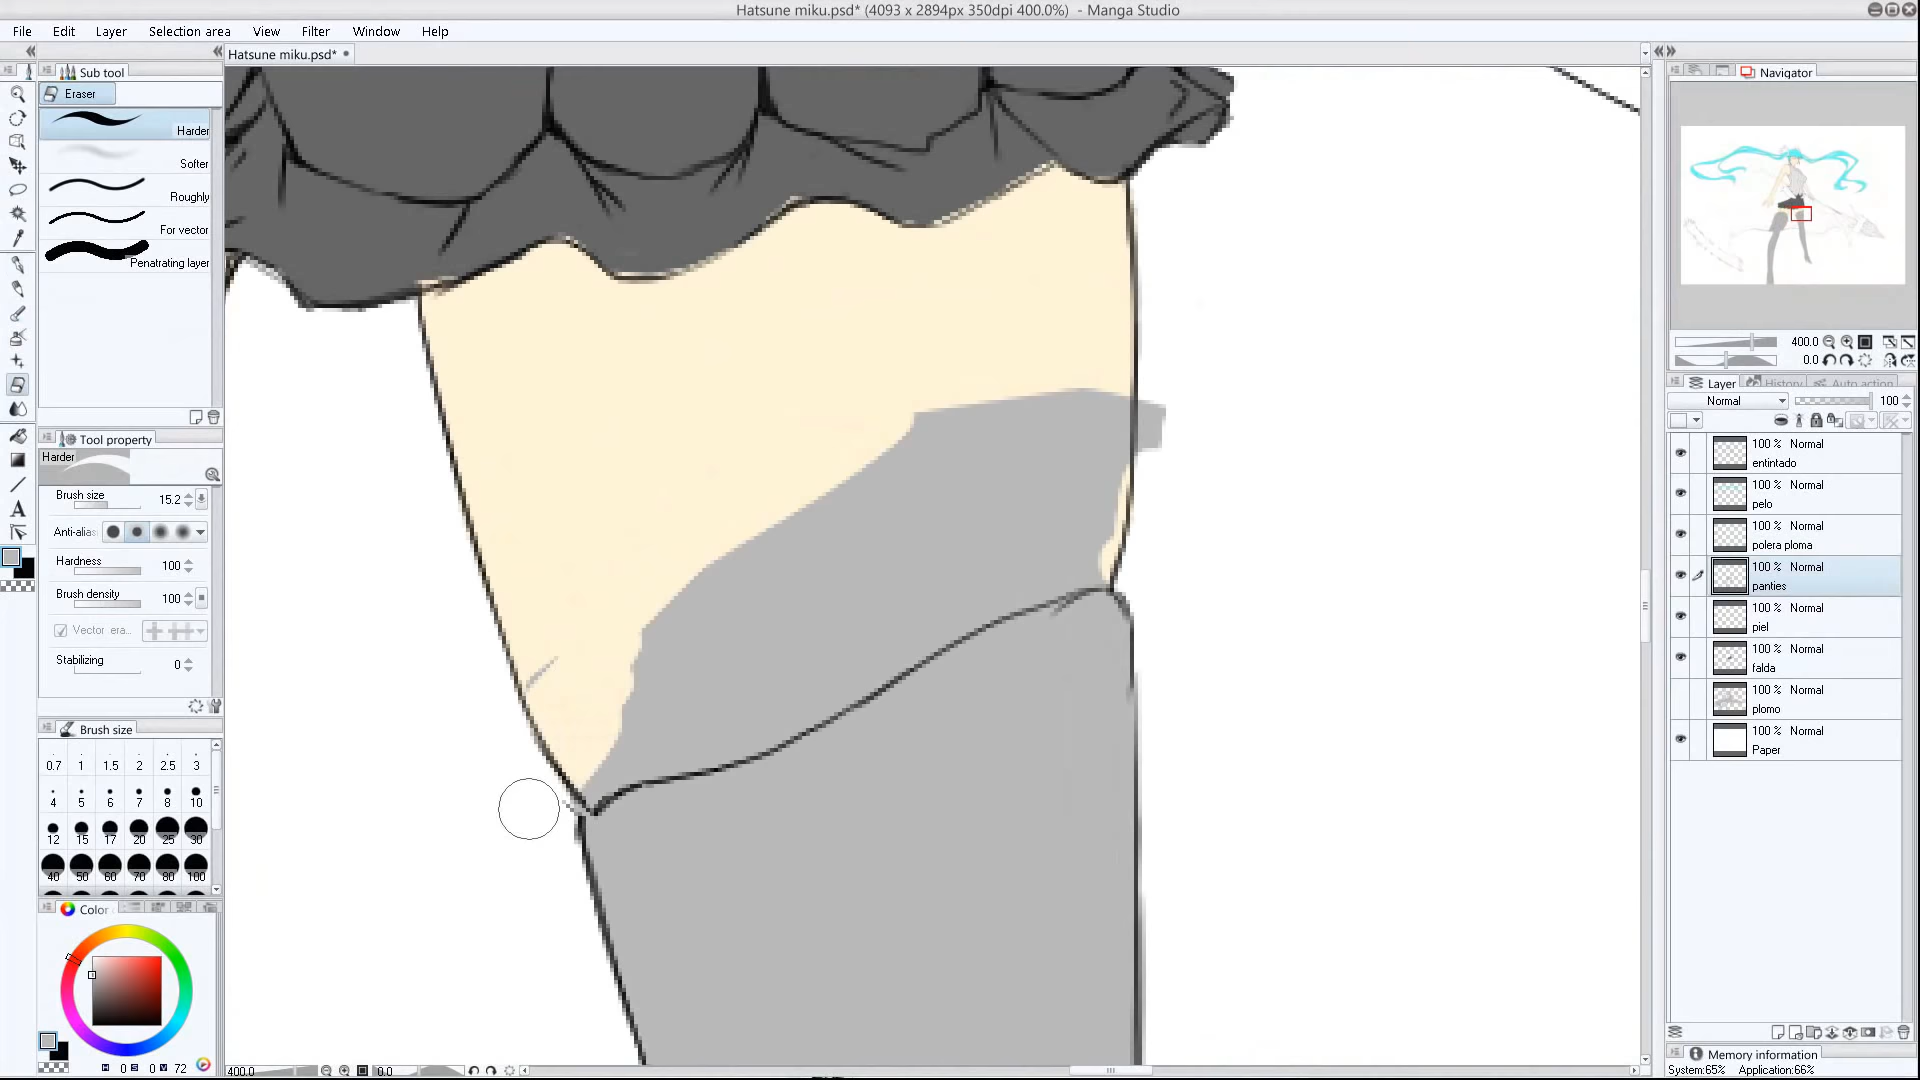 Hatsune miku.psd* (4093 x 2894px 350dpi 400.0%) - Manga Studio
File Edit Layer Selection area View Filter Window Help
Hatsune miku.psd*
Sub tool
Eraser
Harder
Softer
Roughly
For vector
Penatrating layer
Tool property
Harder
Brush size 15.2
Anti-alias
Hardness 100
Brush density 100
Vector era..
Stabilizing 0
Brush size
0.7 1 1.5 2 2.5 3
4 5 6 7 8 10
12 15 17 20 25 30
40 50 60 70 80 100
Color
H 0 S 0 V 72
400.0 0.0
Navigator
400.0
0.0
Layer History Auto action
Normal 100
100 % Normal
entintado
100 % Normal
pelo
100 % Normal
polera ploma
100 % Normal
panties
100 % Normal
piel
100 % Normal
falda
100 % Normal
plomo
100 % Normal
Paper
Memory information
System:65% Application:66%